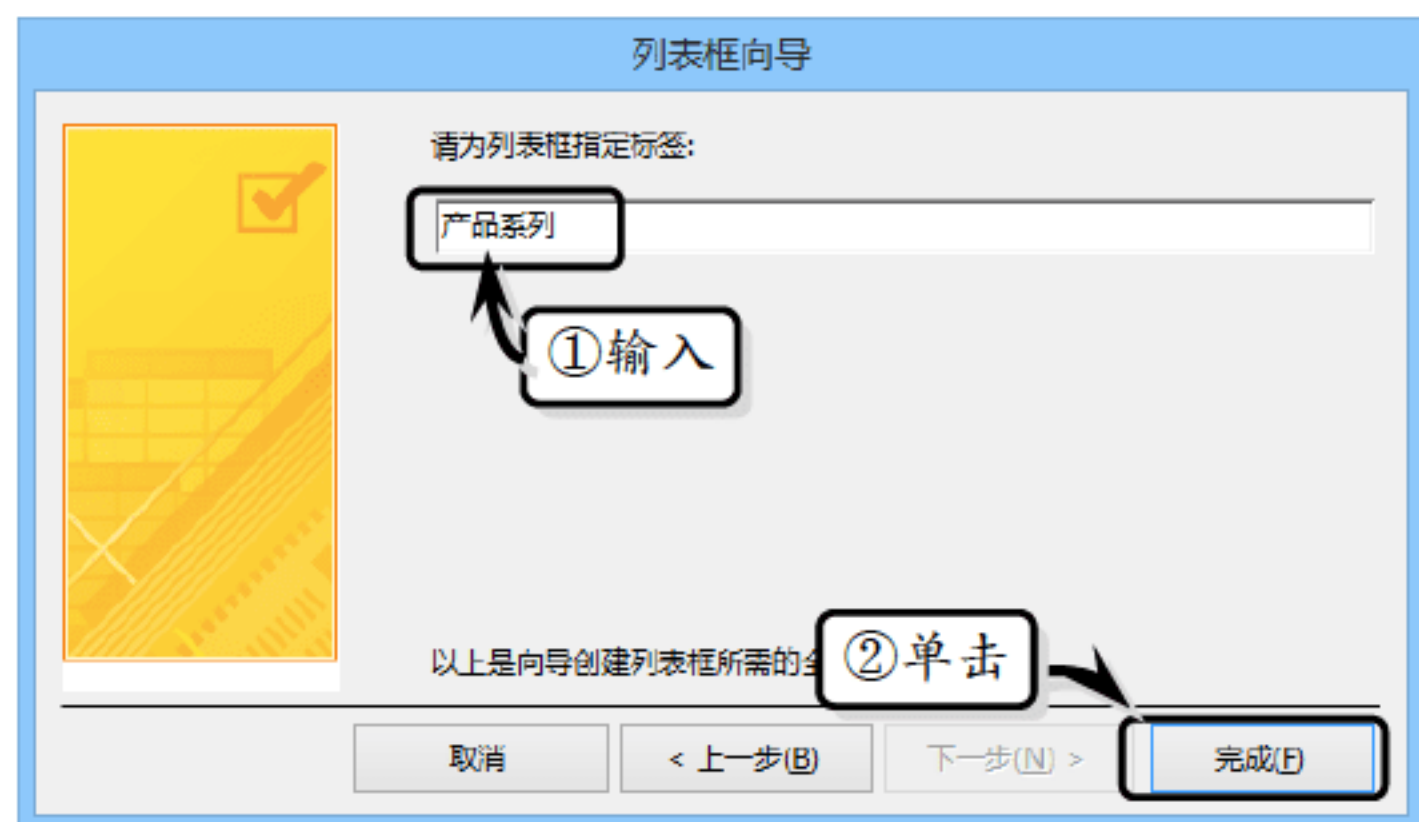 列表框向导
请为列表框指定标签:
产品系列
①输入
以上是向导创建列表框所需的全
②单击
取消
< 上一步(B)
下一步(N) >
完成(F)